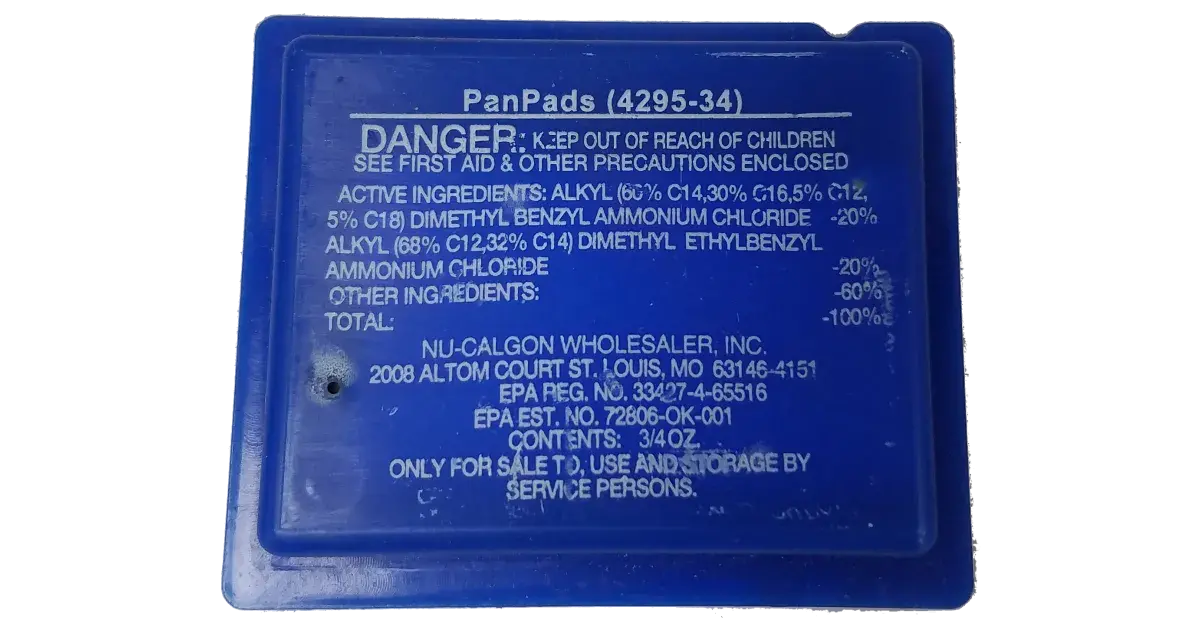 PanPads (4295-34)
DANGER: KEEP OUT OF REACH OF CHILDREN
SEE FIRST AID & OTHER PRECAUTIONS ENCLOSED
ACTIVE INGREDIENTS: ALKYL (60% C14,30% C16,5% C12,
5% C18) DIMETHYL BENZYL AMMONIUM CHLORIDE -20%
ALKYL (68% C12,32% C14) DIMETHYL ETHYLBENZYL
AMMONIUM CHLORIDE -20%
OTHER INGREDIENTS: -60%
TOTAL: -100%
NU-CALGON WHOLESALER, INC.
2008 ALTOM COURT ST. LOUIS, MO 63146-4151
EPA REG. NO. 33427-4-65516
EPA EST. NO. 72806-OK-001
CONTENTS: 3/4 OZ.
ONLY FOR SALE TO, USE AND STORAGE BY
SERVICE PERSONS.